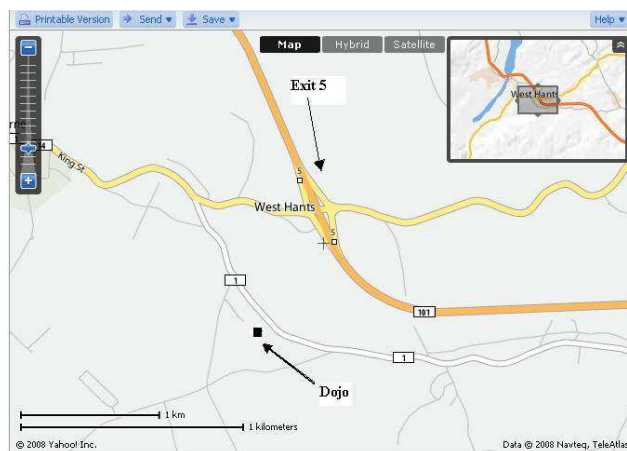 Printable Version Send Save Help
Map Hybrid Satellite
West Hants
Exit 5
King St
5
West Hants
5
1
101
1
Dojo
1 km
1 kilometers
© 2008 Yahoo! Inc.
Data © 2008 Navteq, TeleAtlas